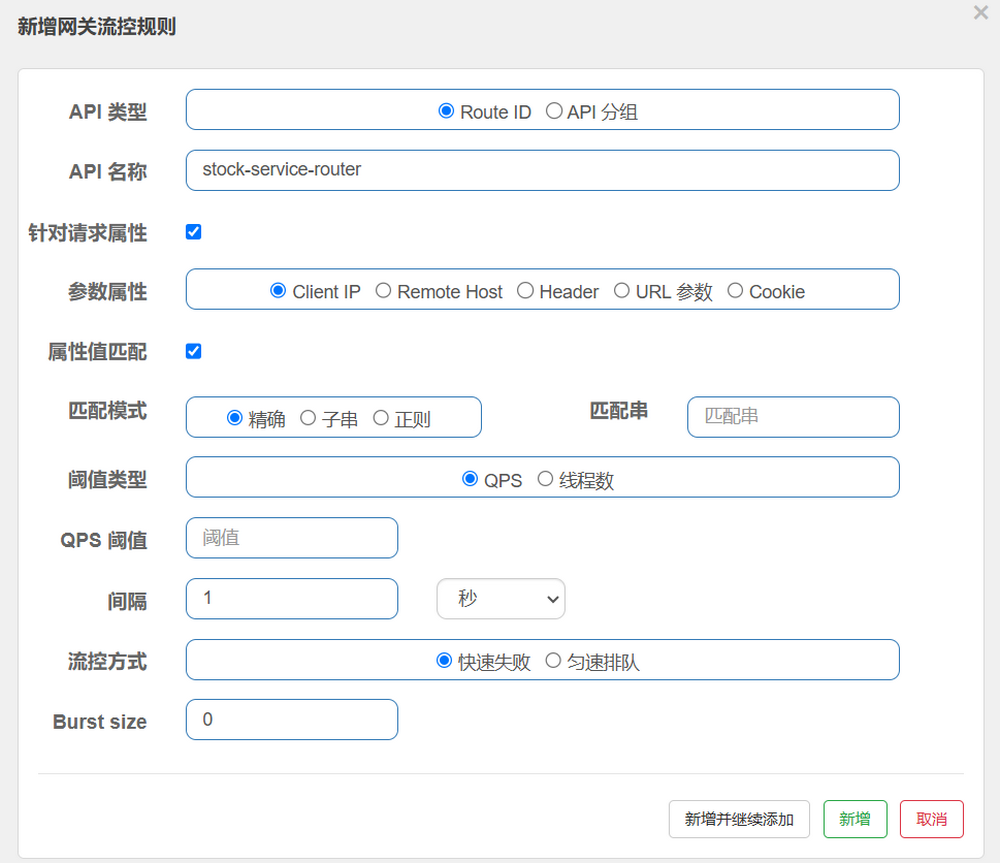 新增网关流控规则
×
API 类型 Route ID API 分组
API 名称 stock-service-router
针对请求属性
参数属性 Client IP Remote Host Header URL 参数 Cookie
属性值匹配
匹配模式 精确 子串 正则 匹配串 匹配串
阈值类型 QPS 线程数
QPS 阈值 阈值
间隔 1 秒
流控方式 快速失败 匀速排队
Burst size 0
新增并继续添加 新增 取消